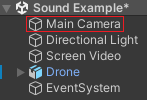 Sound Example*
Main Camera
Directional Light
Screen Video
Drone
EventSystem